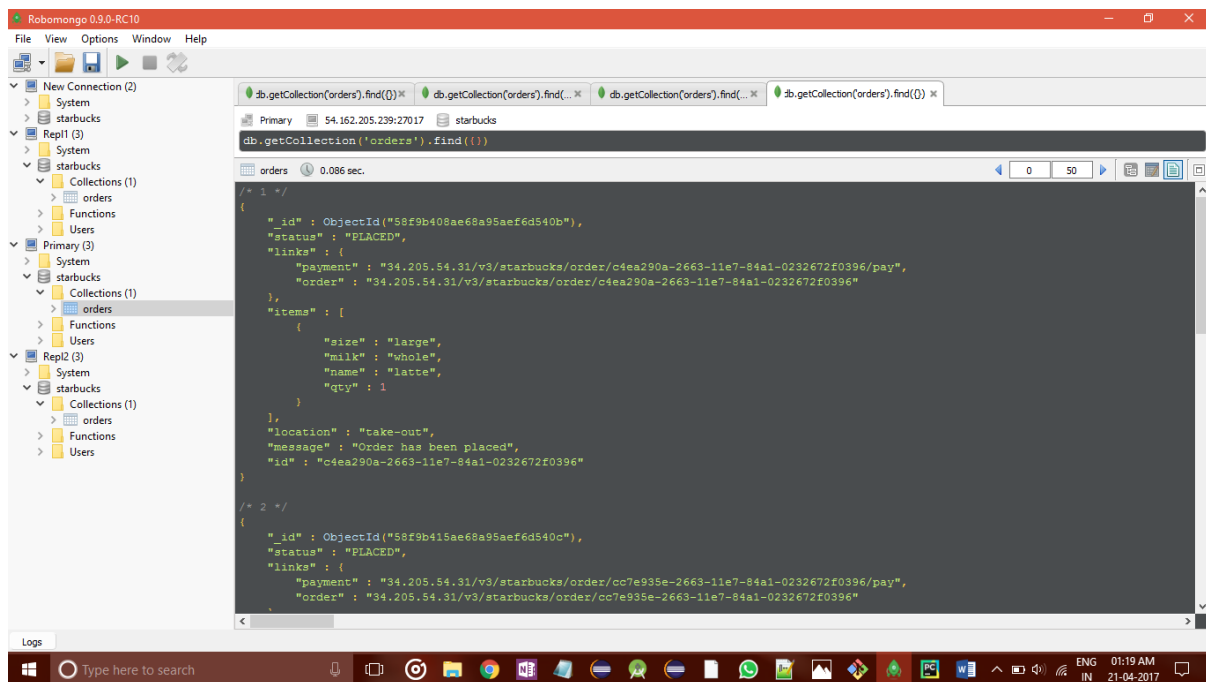 Robomongo 0.9.0-RC10
File View Options Window Help
New Connection (2)
System
starbucks
Repl1 (3)
System
starbucks
Collections (1)
orders
Functions
Users
Primary (3)
System
starbucks
Collections (1)
orders
Functions
Users
Repl2 (3)
System
starbucks
Collections (1)
orders
Functions
Users
db.getCollection('orders').find({}) db.getCollection('orders').find(... db.getCollection('orders').find(... db.getCollection('orders').find({})
Primary 54.162.205.239:27017 starbucks
db.getCollection('orders').find({})
orders 0.086 sec. 0 50
/* 1 */
{
"_id" : ObjectId("58f9b408ae68a95aef6d540b"),
"status" : "PLACED",
"links" : {
"payment" : "34.205.54.31/v3/starbucks/order/c4ea290a-2663-11e7-84a1-0232672f0396/pay",
"order" : "34.205.54.31/v3/starbucks/order/c4ea290a-2663-11e7-84a1-0232672f0396"
},
"items" : [
{
"size" : "large",
"milk" : "whole",
"name" : "latte",
"qty" : 1
}
],
"location" : "take-out",
"message" : "Order has been placed",
"id" : "c4ea290a-2663-11e7-84a1-0232672f0396"
}
/* 2 */
{
"_id" : ObjectId("58f9b415ae68a95aef6d540c"),
"status" : "PLACED",
"links" : {
"payment" : "34.205.54.31/v3/starbucks/order/cc7e935e-2663-11e7-84a1-0232672f0396/pay",
"order" : "34.205.54.31/v3/starbucks/order/cc7e935e-2663-11e7-84a1-0232672f0396"
Logs
Type here to search
ENG 01:19 AM
IN 21-04-2017